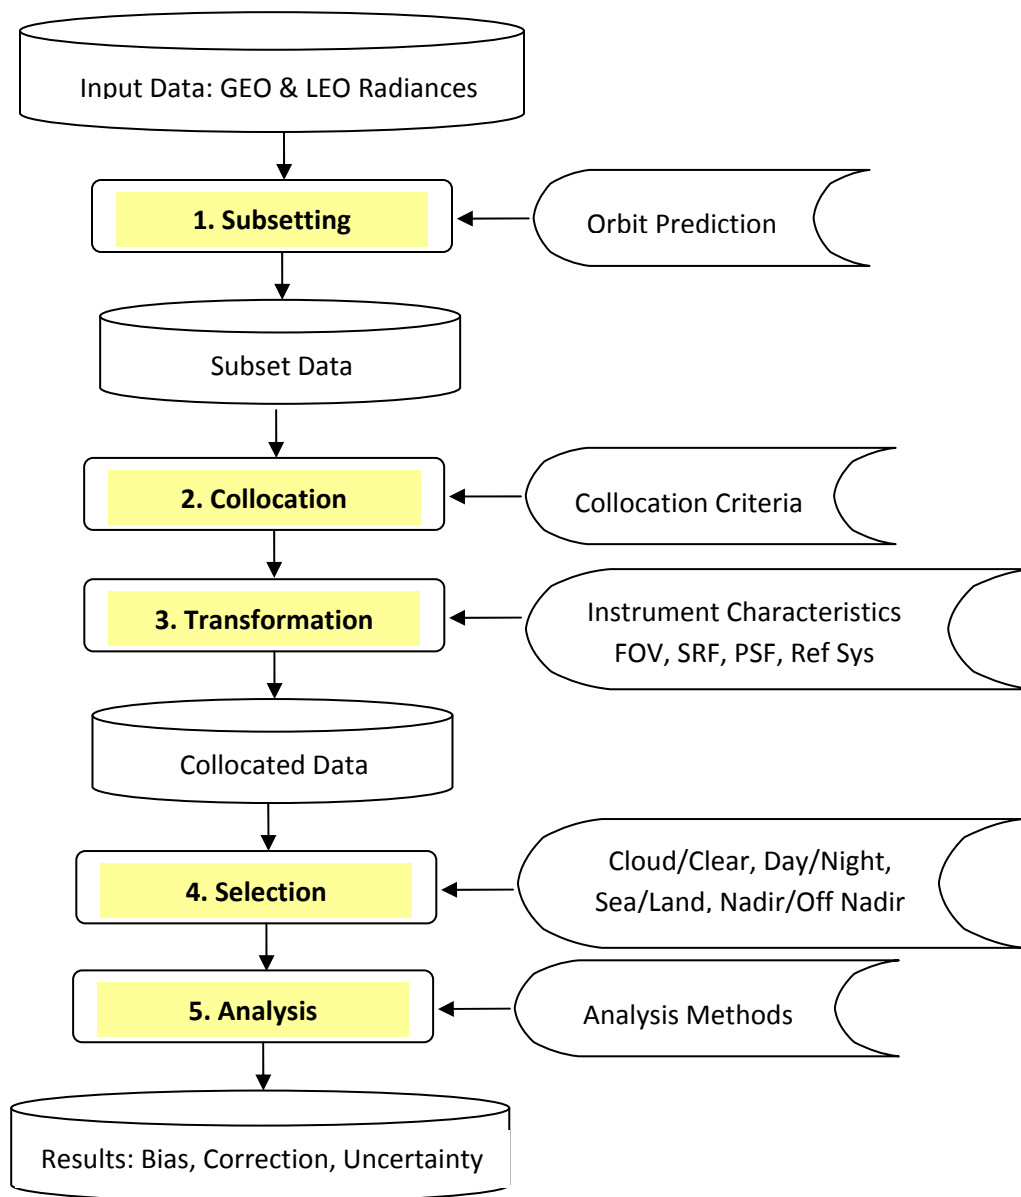 Input Data: GEO & LEO Radiances
1. Subsetting
Orbit Prediction
Subset Data
2. Collocation
Collocation Criteria
3. Transformation
Instrument Characteristics
FOV, SRF, PSF, Ref Sys
Collocated Data
4. Selection
Cloud/Clear, Day/Night,
Sea/Land, Nadir/Off Nadir
5. Analysis
Analysis Methods
Results: Bias, Correction, Uncertainty